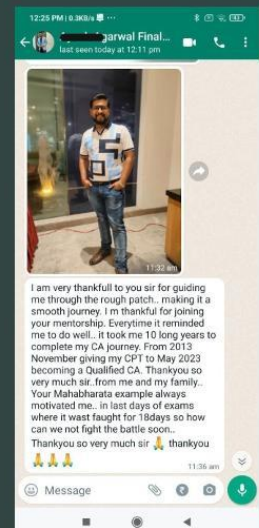 12:25 PM | 0.3KB/s
garwal Final...
last seen today at 12:11 pm
11:32 am
I am very thankfull to you sir for guiding
me through the rough patch.. making it a
smooth journey. I m thankful for joining
your mentorship. Everytime it reminded
me to do well.. it took me 10 long years to
complete my CA journey. From 2013
November giving my CPT to May 2023
becoming a Qualified CA. Thankyou so
very much sir..from me and my family..
Your Mahabharata example always
motivated me.. in last days of exams
where it wast faught for 18days so how
can we not fight the battle soon..
Thankyou so very much sir 🙏 thankyou
🙏🙏🙏
11:36 am
Message